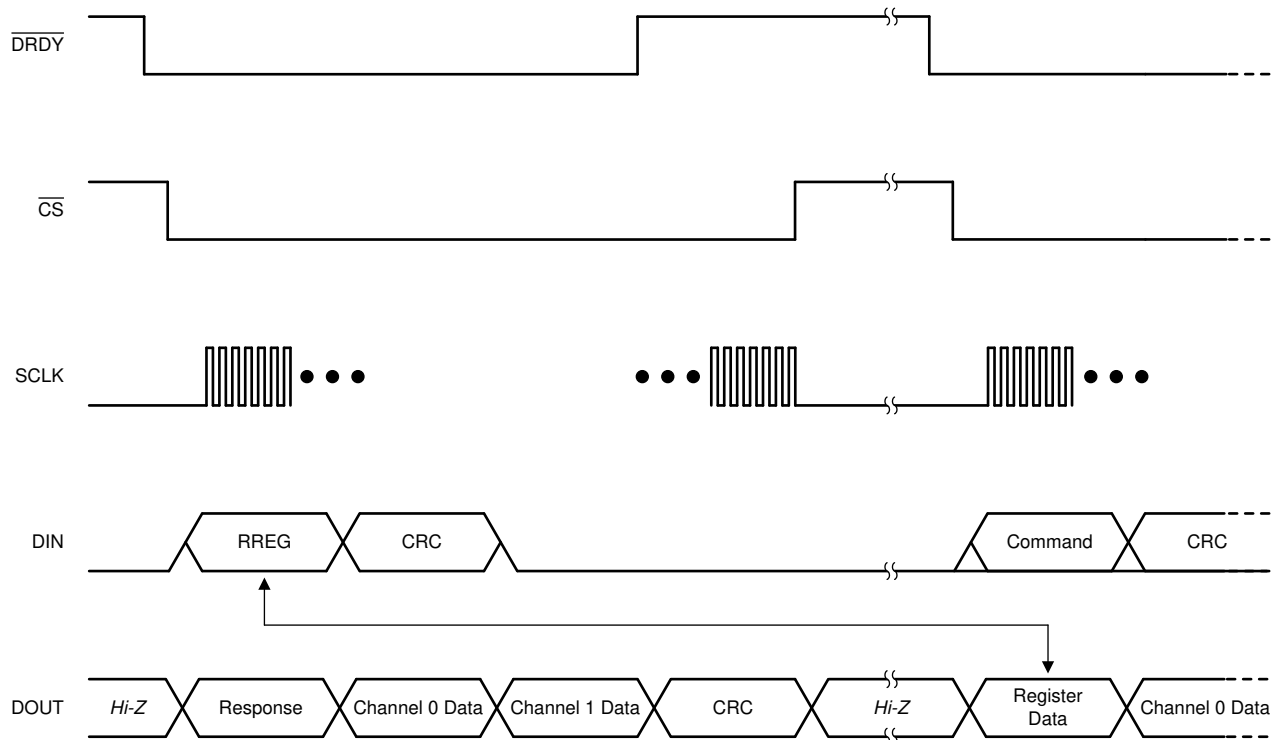 DRDY
CS
SCLK
DIN
RREG
CRC
Command
CRC
DOUT
Hi-Z
Response
Channel 0 Data
Channel 1 Data
CRC
Hi-Z
Register
Data
Channel 0 Data